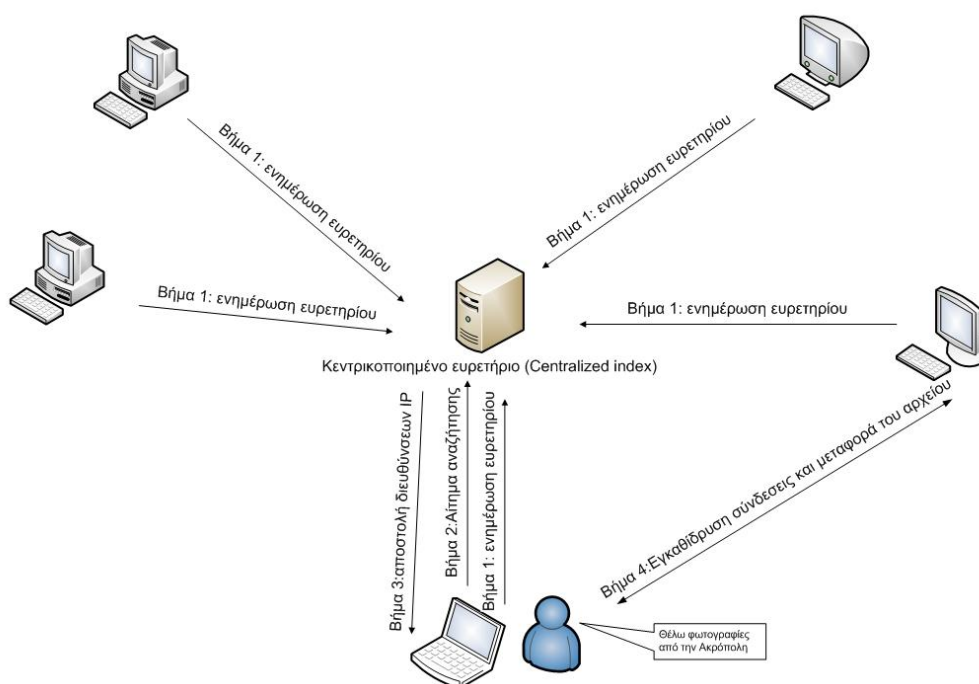 Βήμα 1: ενημέρωση ευρετηρίου
Βήμα 1: ενημέρωση ευρετηρίου
Βήμα 1: ενημέρωση ευρετηρίου
Βήμα 1: ενημέρωση ευρετηρίου
Κεντρικοποιημένο ευρετήριο (Centralized index)
Βήμα 3:αποστολή διευθύνσεων IP
Βήμα 2:Αίτημα αναζήτησης
Βήμα 1: ενημέρωση ευρετηρίου
Βήμα 4:Εγκαθίδρυση σύνδεσεις και μεταφορά του αρχείου
Θέλω φωτογραφίες
από την Ακρόπολη